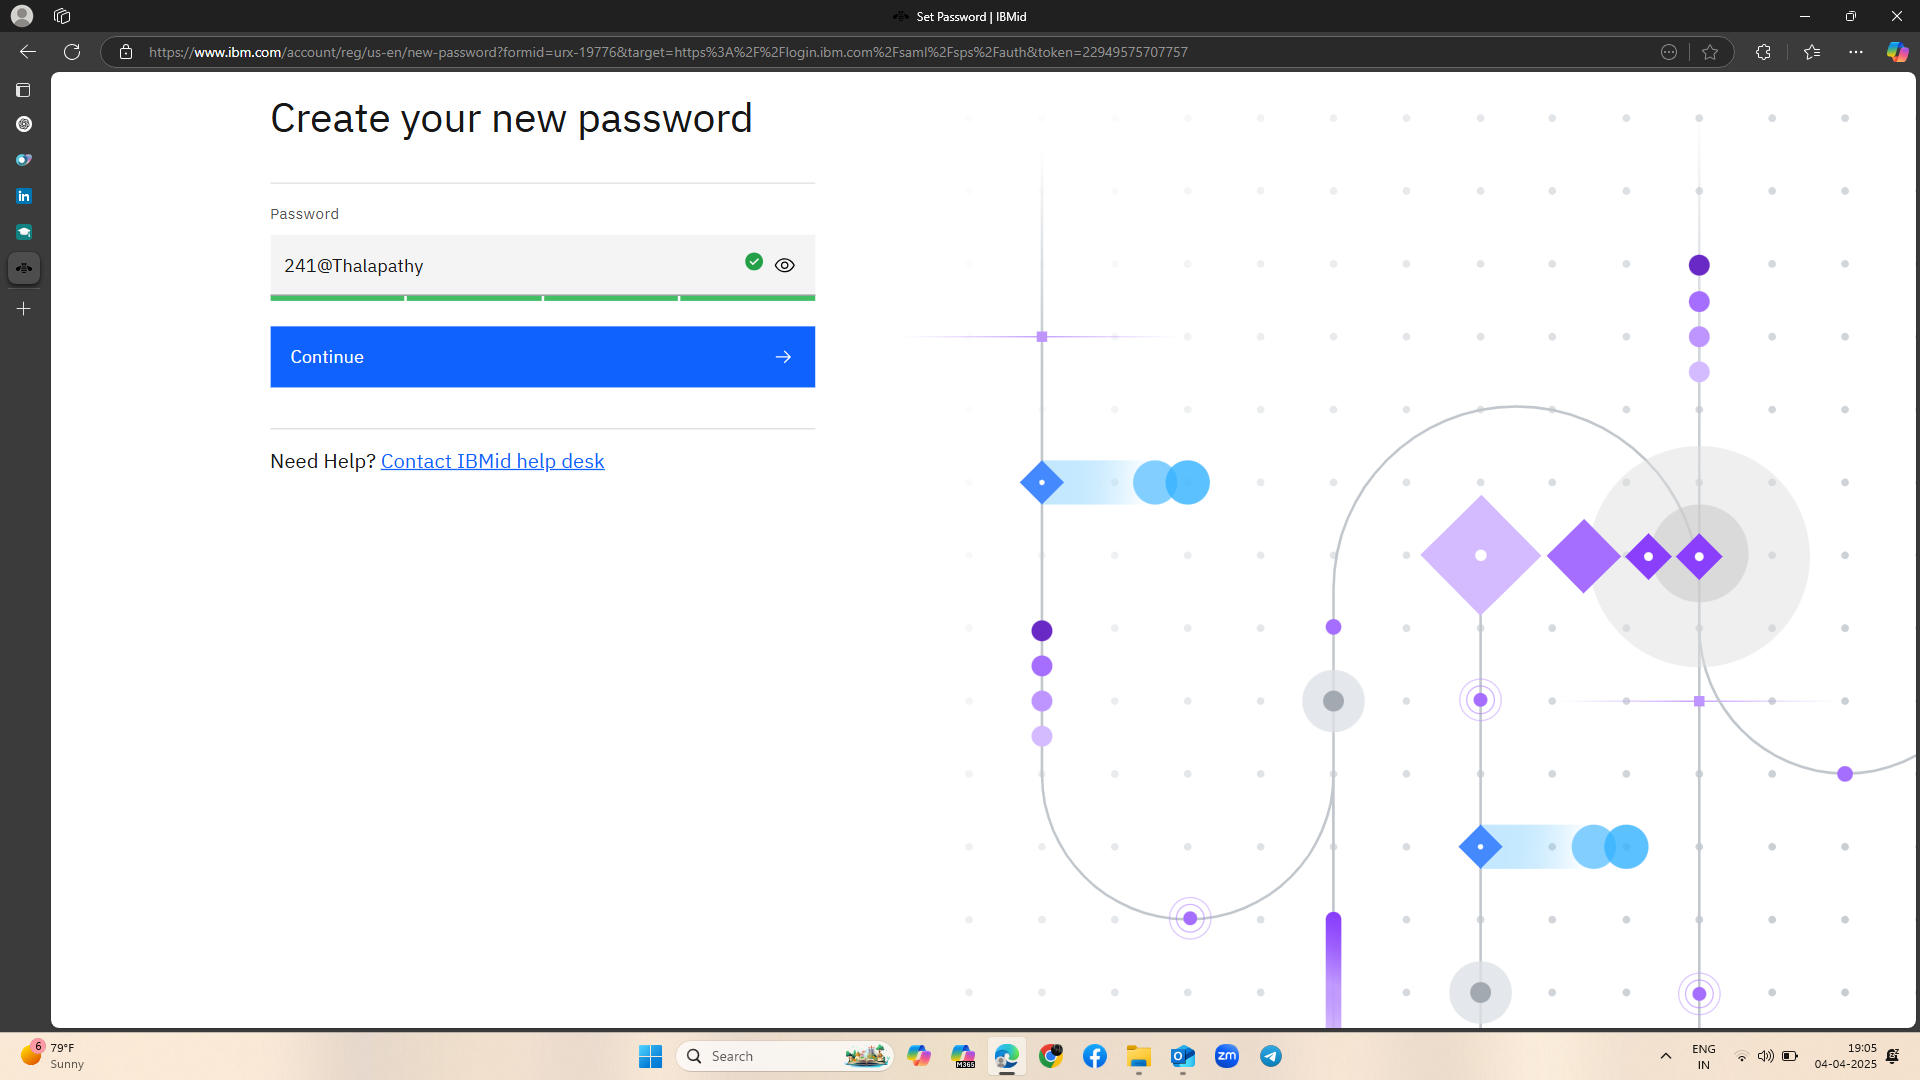 Set Password | IBMid
https://www.ibm.com/account/reg/us-en/new-password?formid=urx-19776&target=https%3A%2F%2Flogin.ibm.com%2Fsaml%2Fsps%2Fauth&token=22949575707757
Create your new password
Password
241@Thalapathy
Continue
Need Help? Contact IBMid help desk
6
79°F
Sunny
Search
M365
zm
ENG
IN
19:05
04-04-2025